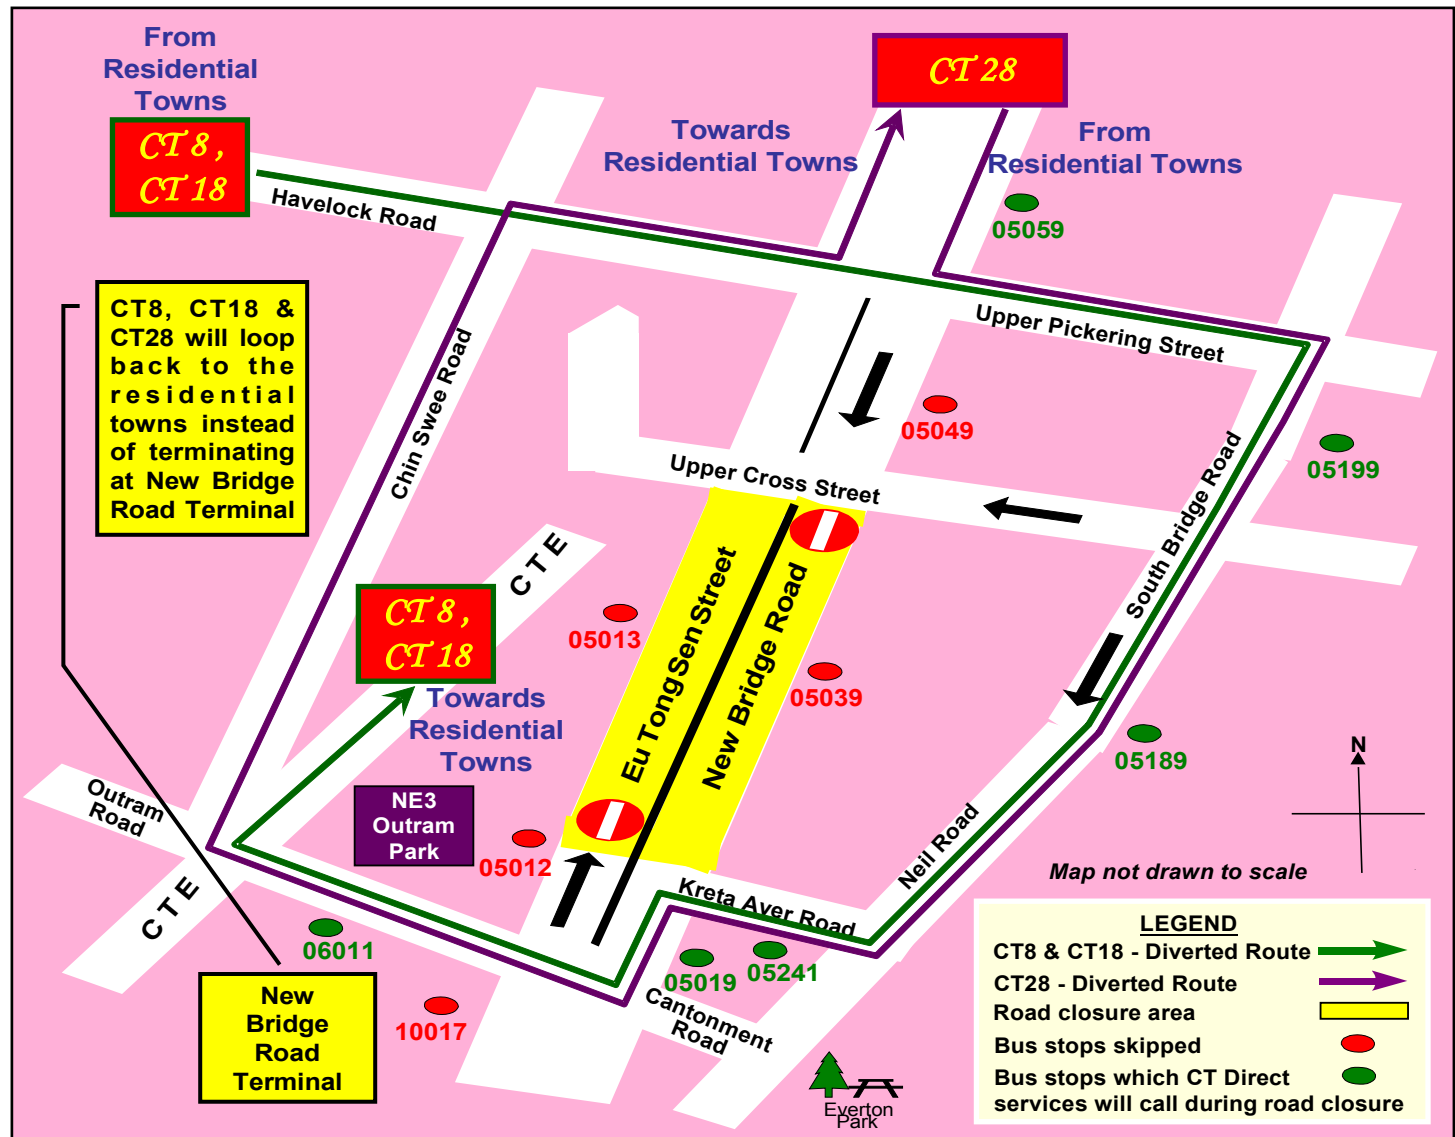 From
Residential
Towns
CT 8 ,
CT 18
CT 28
Towards
Residential Towns
From
Residential Towns
05059
Havelock Road
Upper Pickering Street
CT8, CT18 &
CT28 will loop
back to the
residential
towns instead
of terminating
at New Bridge
Road Terminal
Chin Swee Road
05049
05199
Upper Cross Street
South Bridge Road
CTE
CT 8 ,
CT 18
Towards
Residential
Towns
05013
Eu Tong Sen Street
New Bridge Road
05039
05189
N
Outram
Road
NE3
Outram
Park
05012
Neil Road
Map not drawn to scale
Kreta Ayer Road
CTE
06011
05019
05241
10017
Cantonment
Road
New
Bridge
Road
Terminal
Everton
Park
LEGEND
CT8 & CT18 - Diverted Route
CT28 - Diverted Route
Road closure area
Bus stops skipped
Bus stops which CT Direct
services will call during road closure